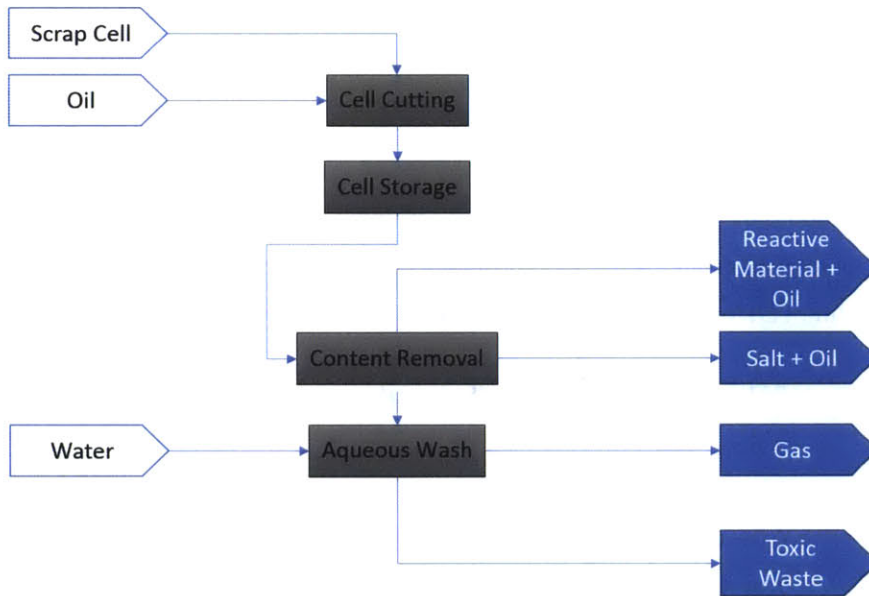 Scrap Cell
Oil
Cell Cutting
Cell Storage
Reactive
Material +
Oil
Content Removal
Salt + Oil
Water
Aqueous Wash
Gas
Toxic
Waste